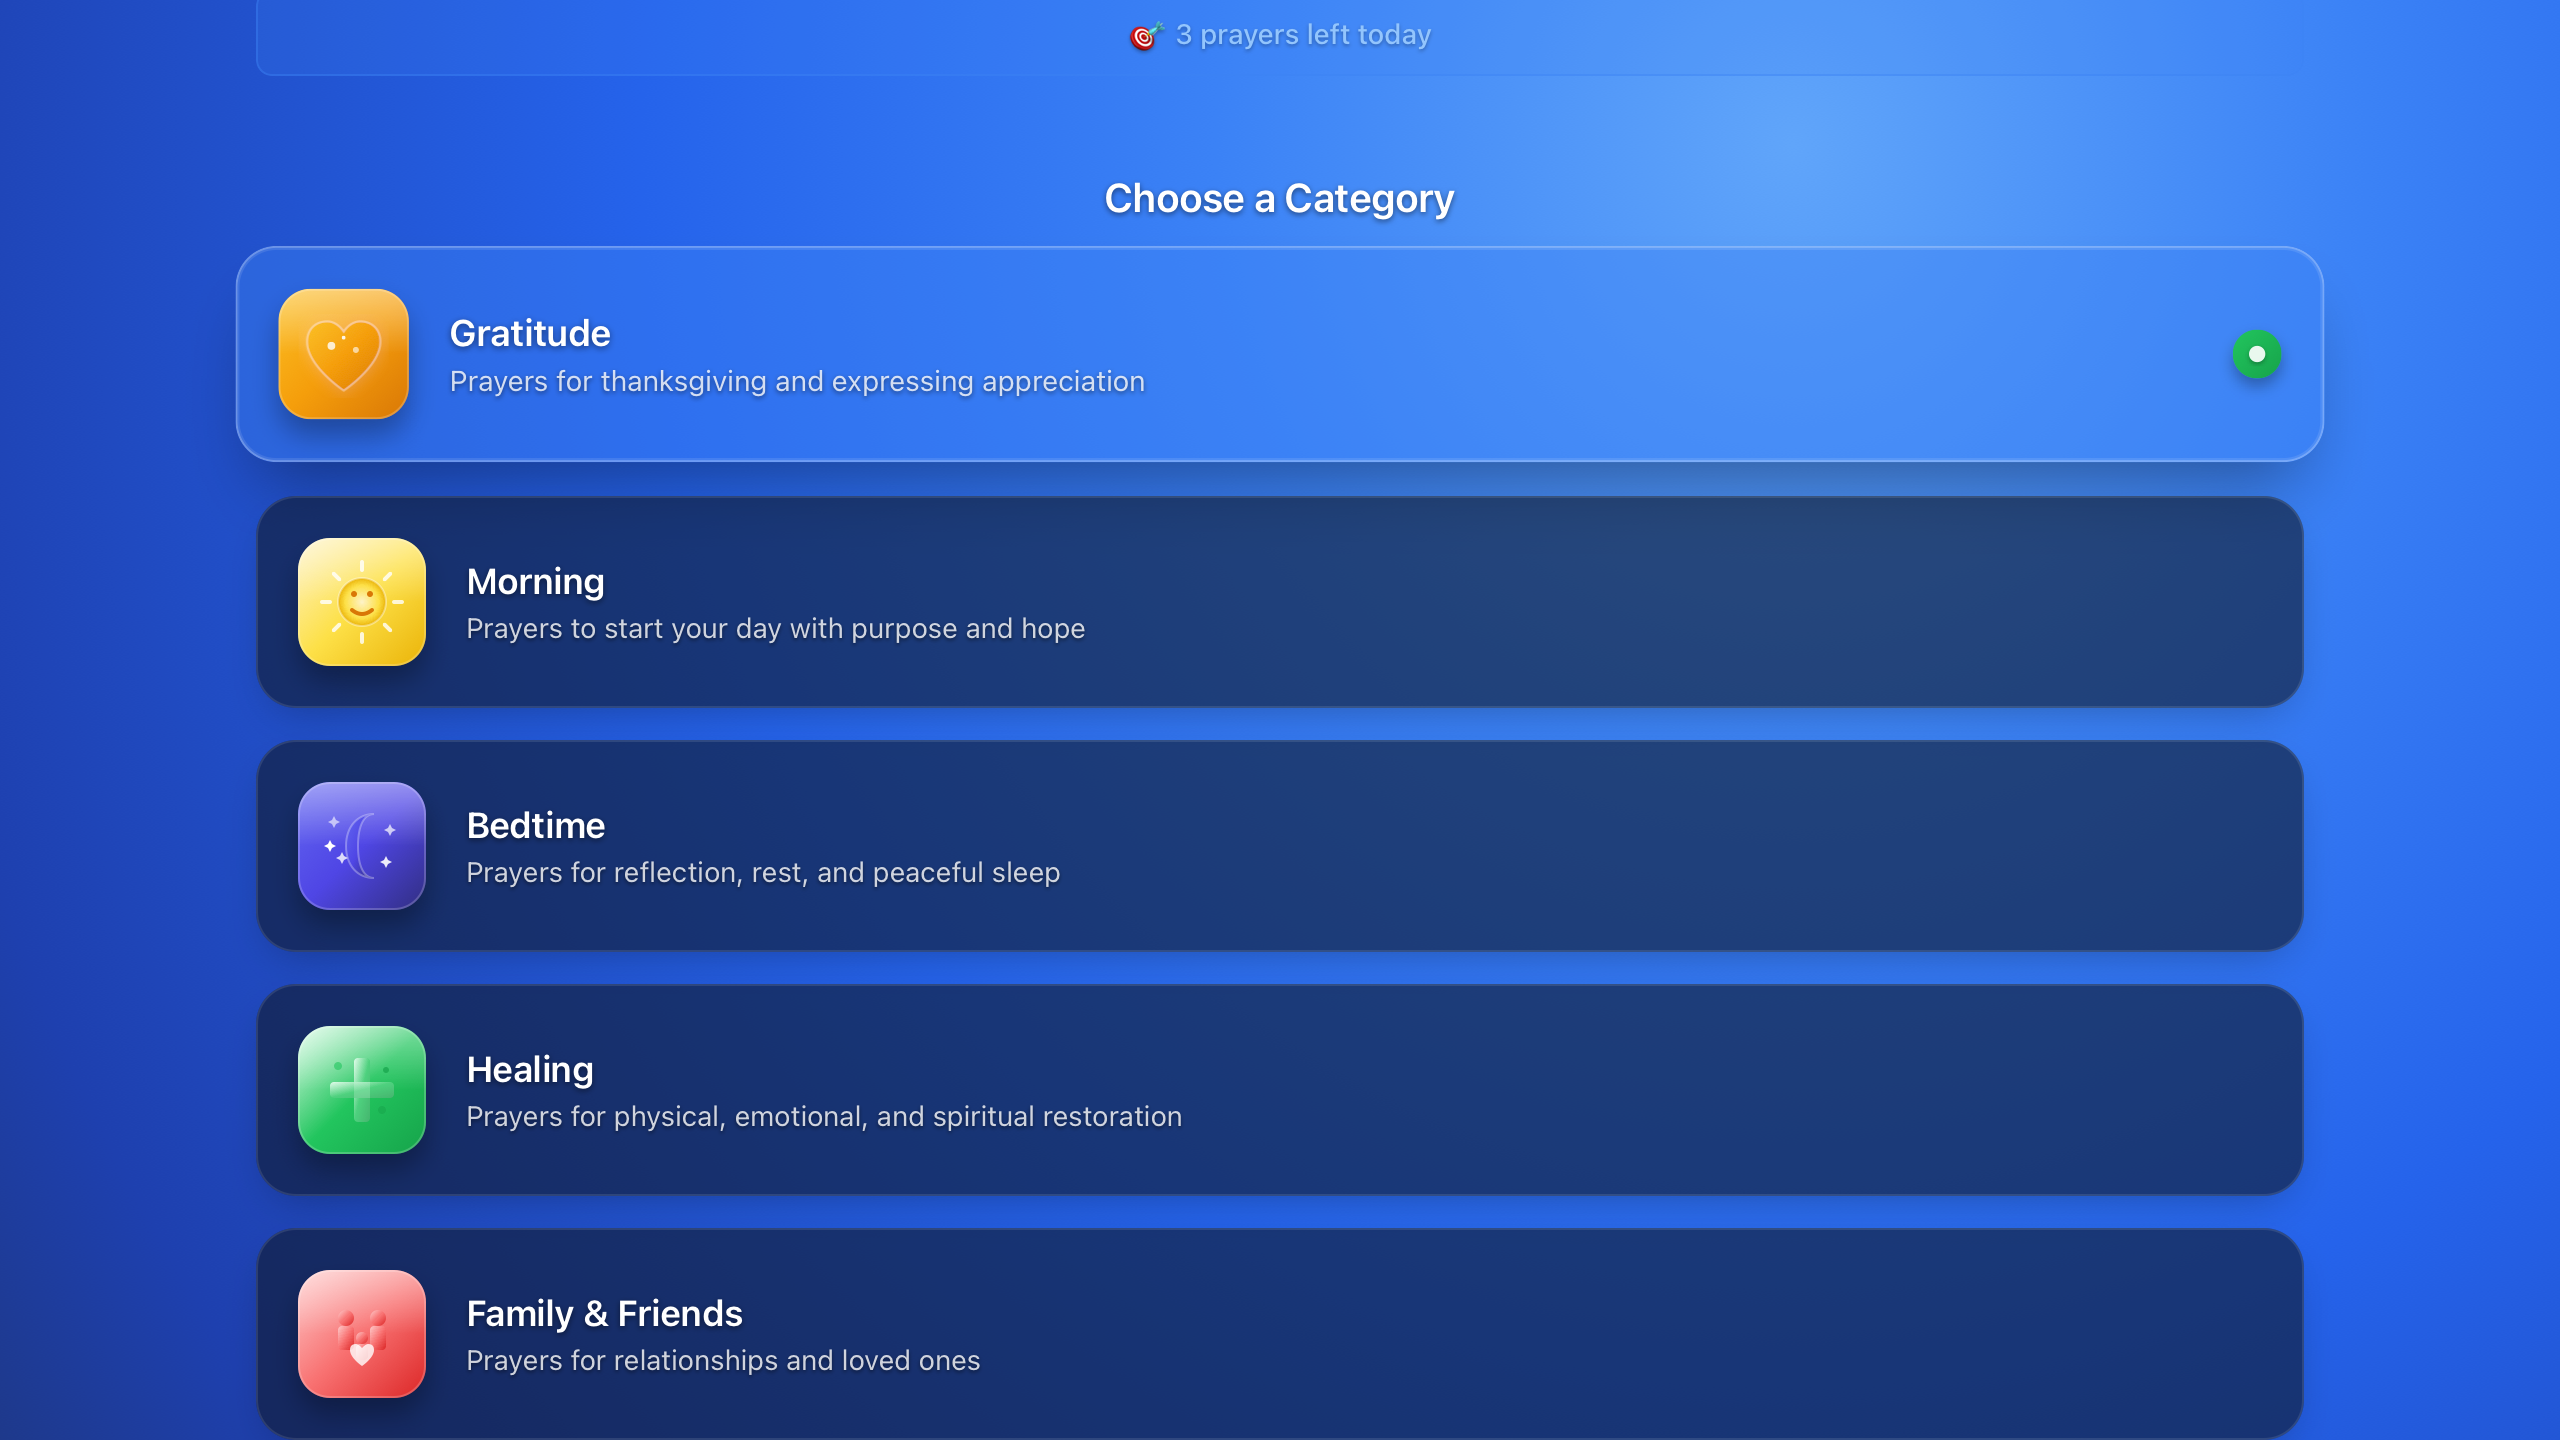 🎯 3 prayers left today
Choose a Category
Gratitude
Prayers for thanksgiving and expressing appreciation
Morning
Prayers to start your day with purpose and hope
Bedtime
Prayers for reflection, rest, and peaceful sleep
Healing
Prayers for physical, emotional, and spiritual restoration
Family & Friends
Prayers for relationships and loved ones